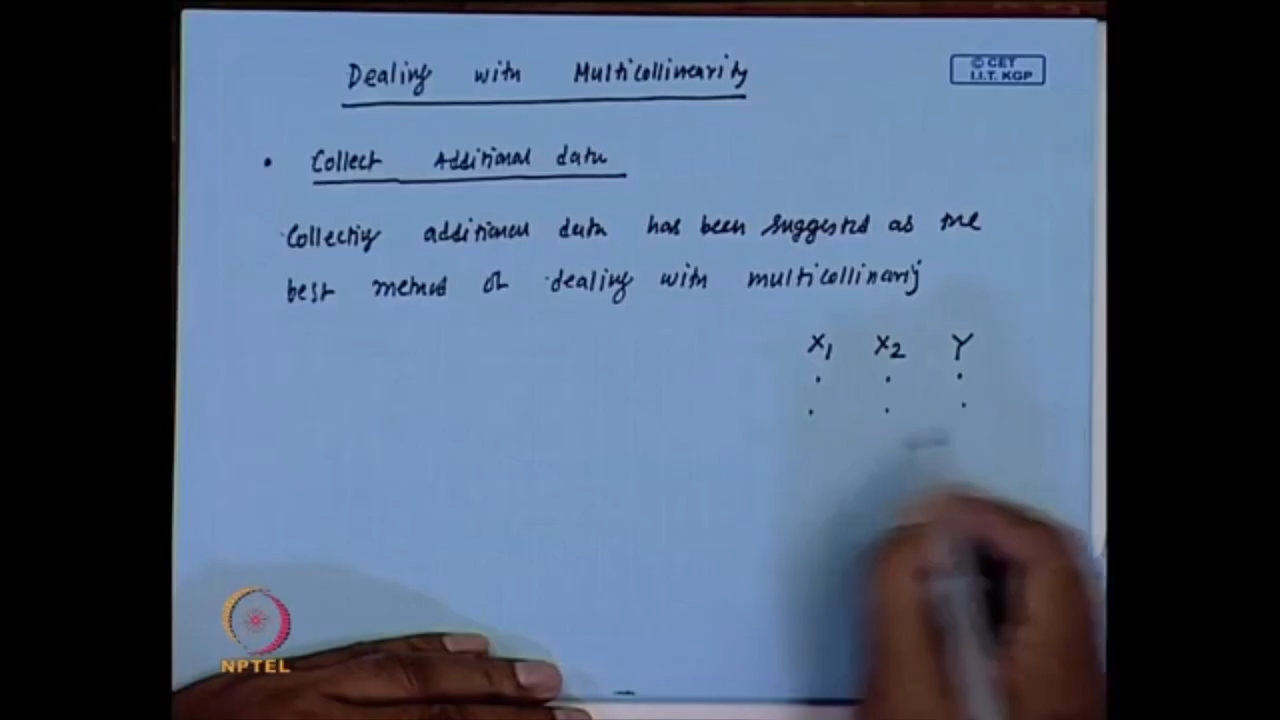 Dealing with Multicollinearity
© CET
I.I.T. KGP
• Collect Additional data
Collecting additional data has been suggested as the
best method of dealing with multicollinarity
X1 X2 Y
. . .
. . .
NPTEL